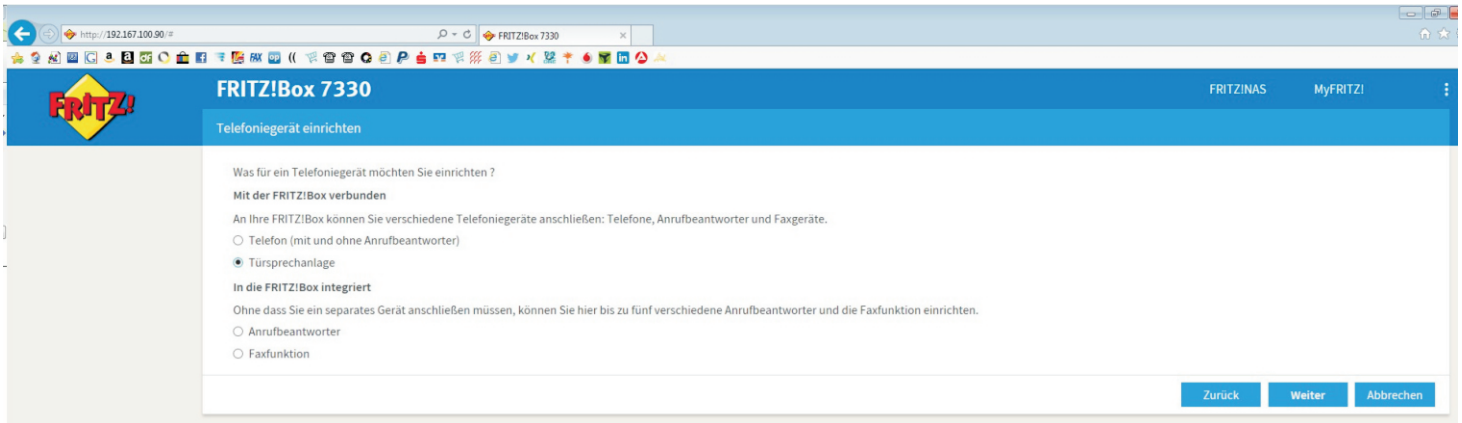 http://192.167.100.90/#
FRITZ!Box 7330
FRITZ!
FRITZ!Box 7330
FRITZ!NAS
MyFRITZ!
Telefoniegerät einrichten
Was für ein Telefoniegerät möchten Sie einrichten ?
Mit der FRITZ!Box verbunden
An Ihre FRITZ!Box können Sie verschiedene Telefoniegeräte anschließen: Telefone, Anrufbeantworter und Faxgeräte.
Telefon (mit und ohne Anrufbeantworter)
Türsprechanlage
In die FRITZ!Box integriert
Ohne dass Sie ein separates Gerät anschließen müssen, können Sie hier bis zu fünf verschiedene Anrufbeantworter und die Faxfunktion einrichten.
Anrufbeantworter
Faxfunktion
Zurück
Weiter
Abbrechen